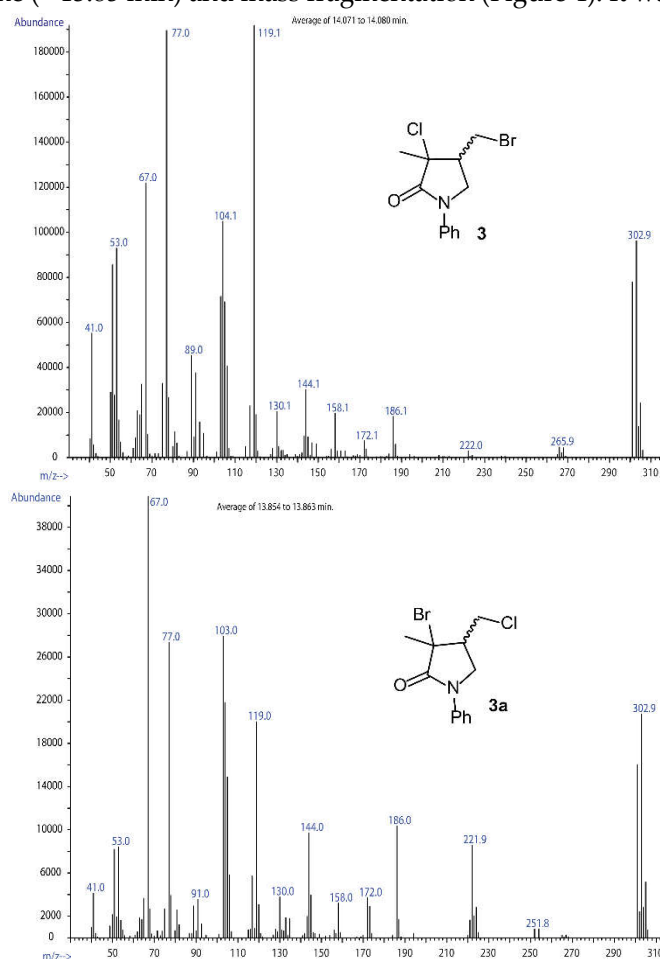 Abundance
Average of 14.071 to 14.080 min.
77.0
119.1
180000
160000
140000
Cl
Br
120000
67.0
O
N
104.1
Ph
3
100000
302.9
53.0
80000
60000
41.0
89.0
40000
144.1
130.1
158.1
186.1
20000
172.1
222.0
265.9
0
50 70 90 110 130 150 170 190 210 230 250 270 290 310
m/z-->
Abundance
67.0
Average of 13.854 to 13.863 min.
38000
34000
30000
Br
Cl
77.0
103.0
26000
O
N
3a
119.0
Ph
22000
302.9
18000
14000
144.0
186.0
10000
53.0
221.9
6000
41.0
91.0
130.0
158.0
172.0
251.8
2000
0
50 70 90 110 130 150 170 190 210 230 250 270 290 310
m/z-->